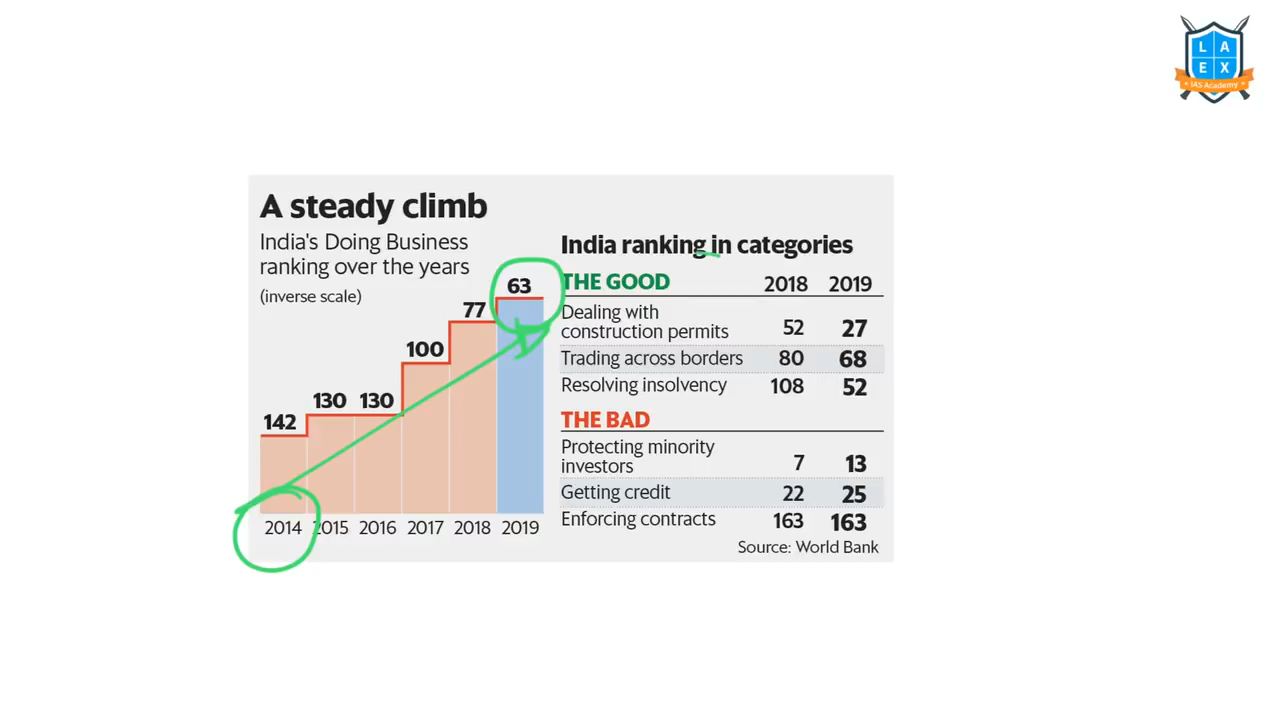 L A
E X
IAS Academy
A steady climb
India's Doing Business
ranking over the years
(inverse scale)
142
130
130
100
77
63
2014 2015 2016 2017 2018 2019
India ranking in categories
THE GOOD 2018 2019
Dealing with
construction permits 52 27
Trading across borders 80 68
Resolving insolvency 108 52
THE BAD
Protecting minority
investors 7 13
Getting credit 22 25
Enforcing contracts 163 163
Source: World Bank